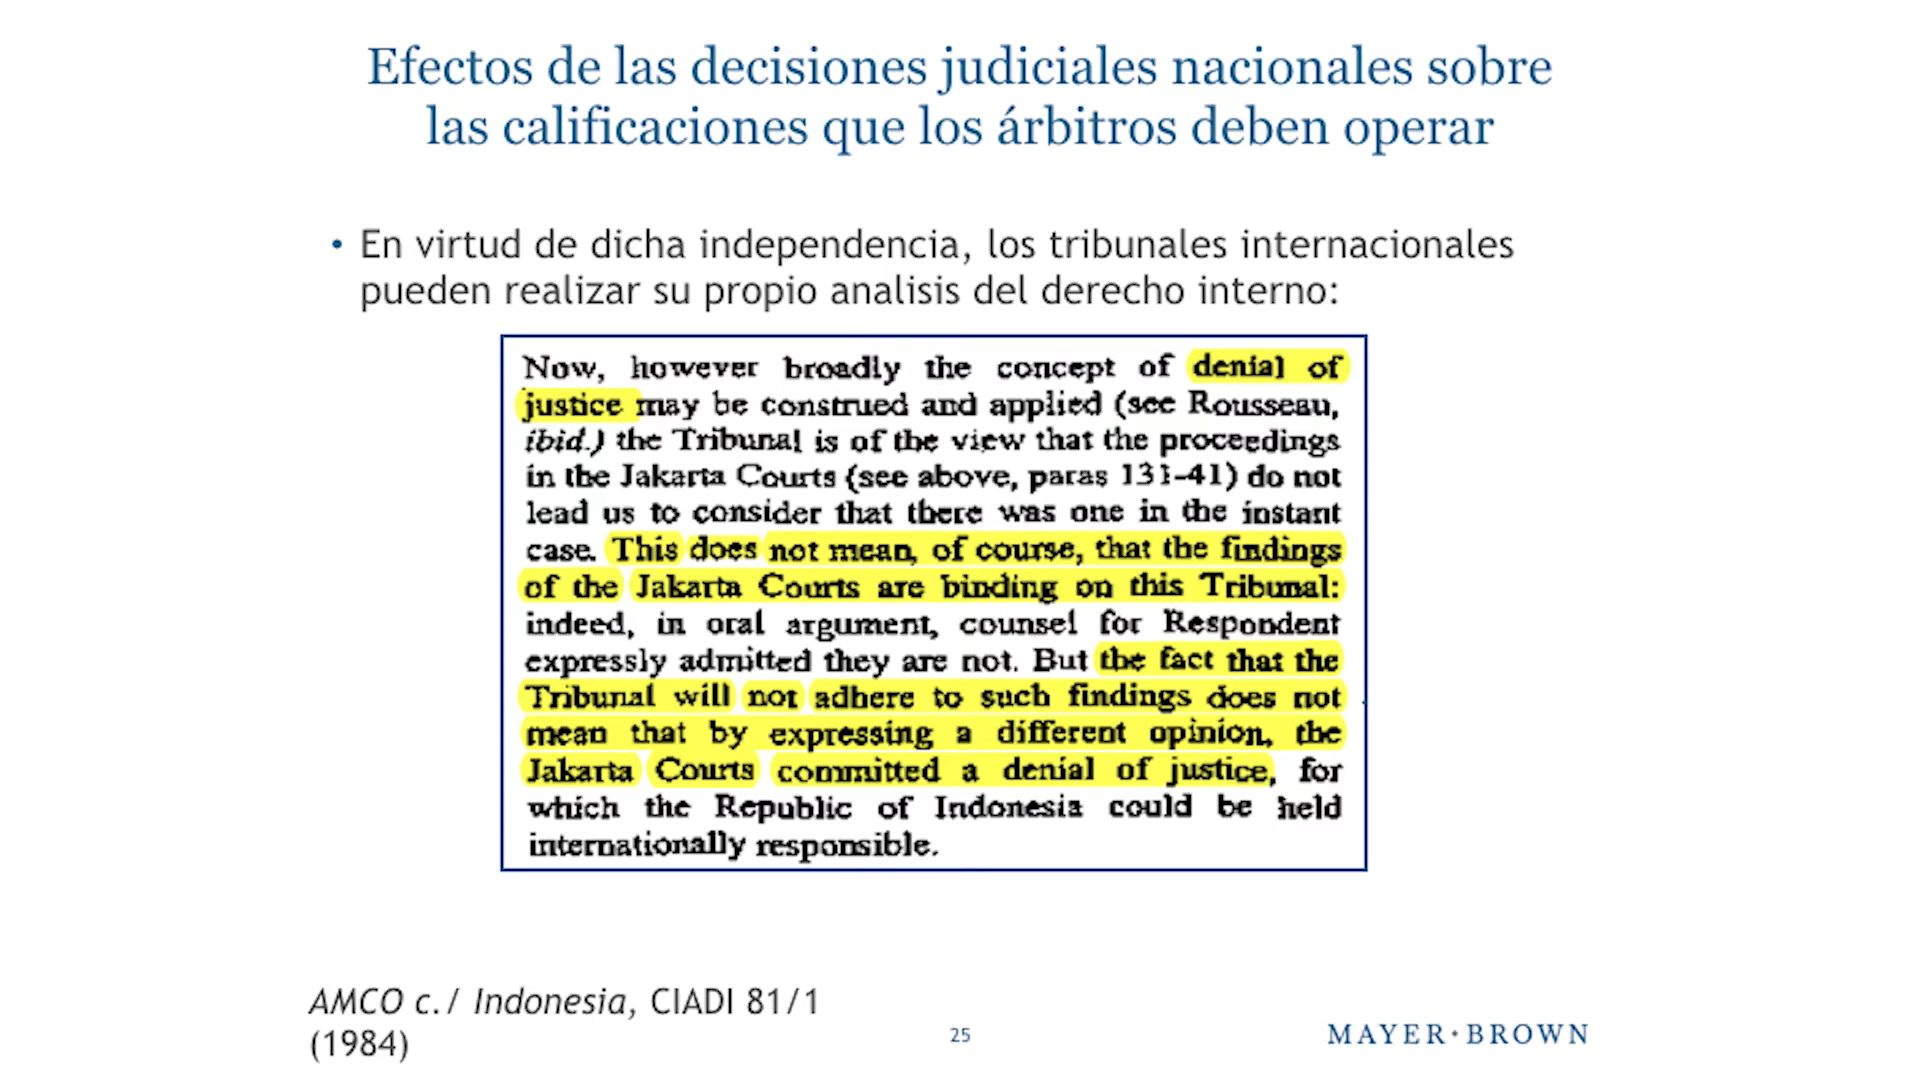 Efectos de las decisiones judiciales nacionales sobre
las calificaciones que los árbitros deben operar
• En virtud de dicha independencia, los tribunales internacionales
pueden realizar su propio analisis del derecho interno:
Now, however broadly the concept of denial of
justice may be construed and applied (see Rousseau,
ibid.) the Tribunal is of the view that the proceedings
in the Jakarta Courts (see above, paras 131-41) do not
lead us to consider that there was one in the instant
case. This does not mean, of course, that the findings
of the Jakarta Courts are binding on this Tribunal:
indeed, in oral argument, counsel for Respondent
expressly admitted they are not. But the fact that the
Tribunal will not adhere to such findings does not
mean that by expressing a different opinion, the
Jakarta Courts committed a denial of justice, for
which the Republic of Indonesia could be held
internationally responsible.
AMCO c./ Indonesia, CIADI 81/1
(1984)
25
MAYER•BROWN